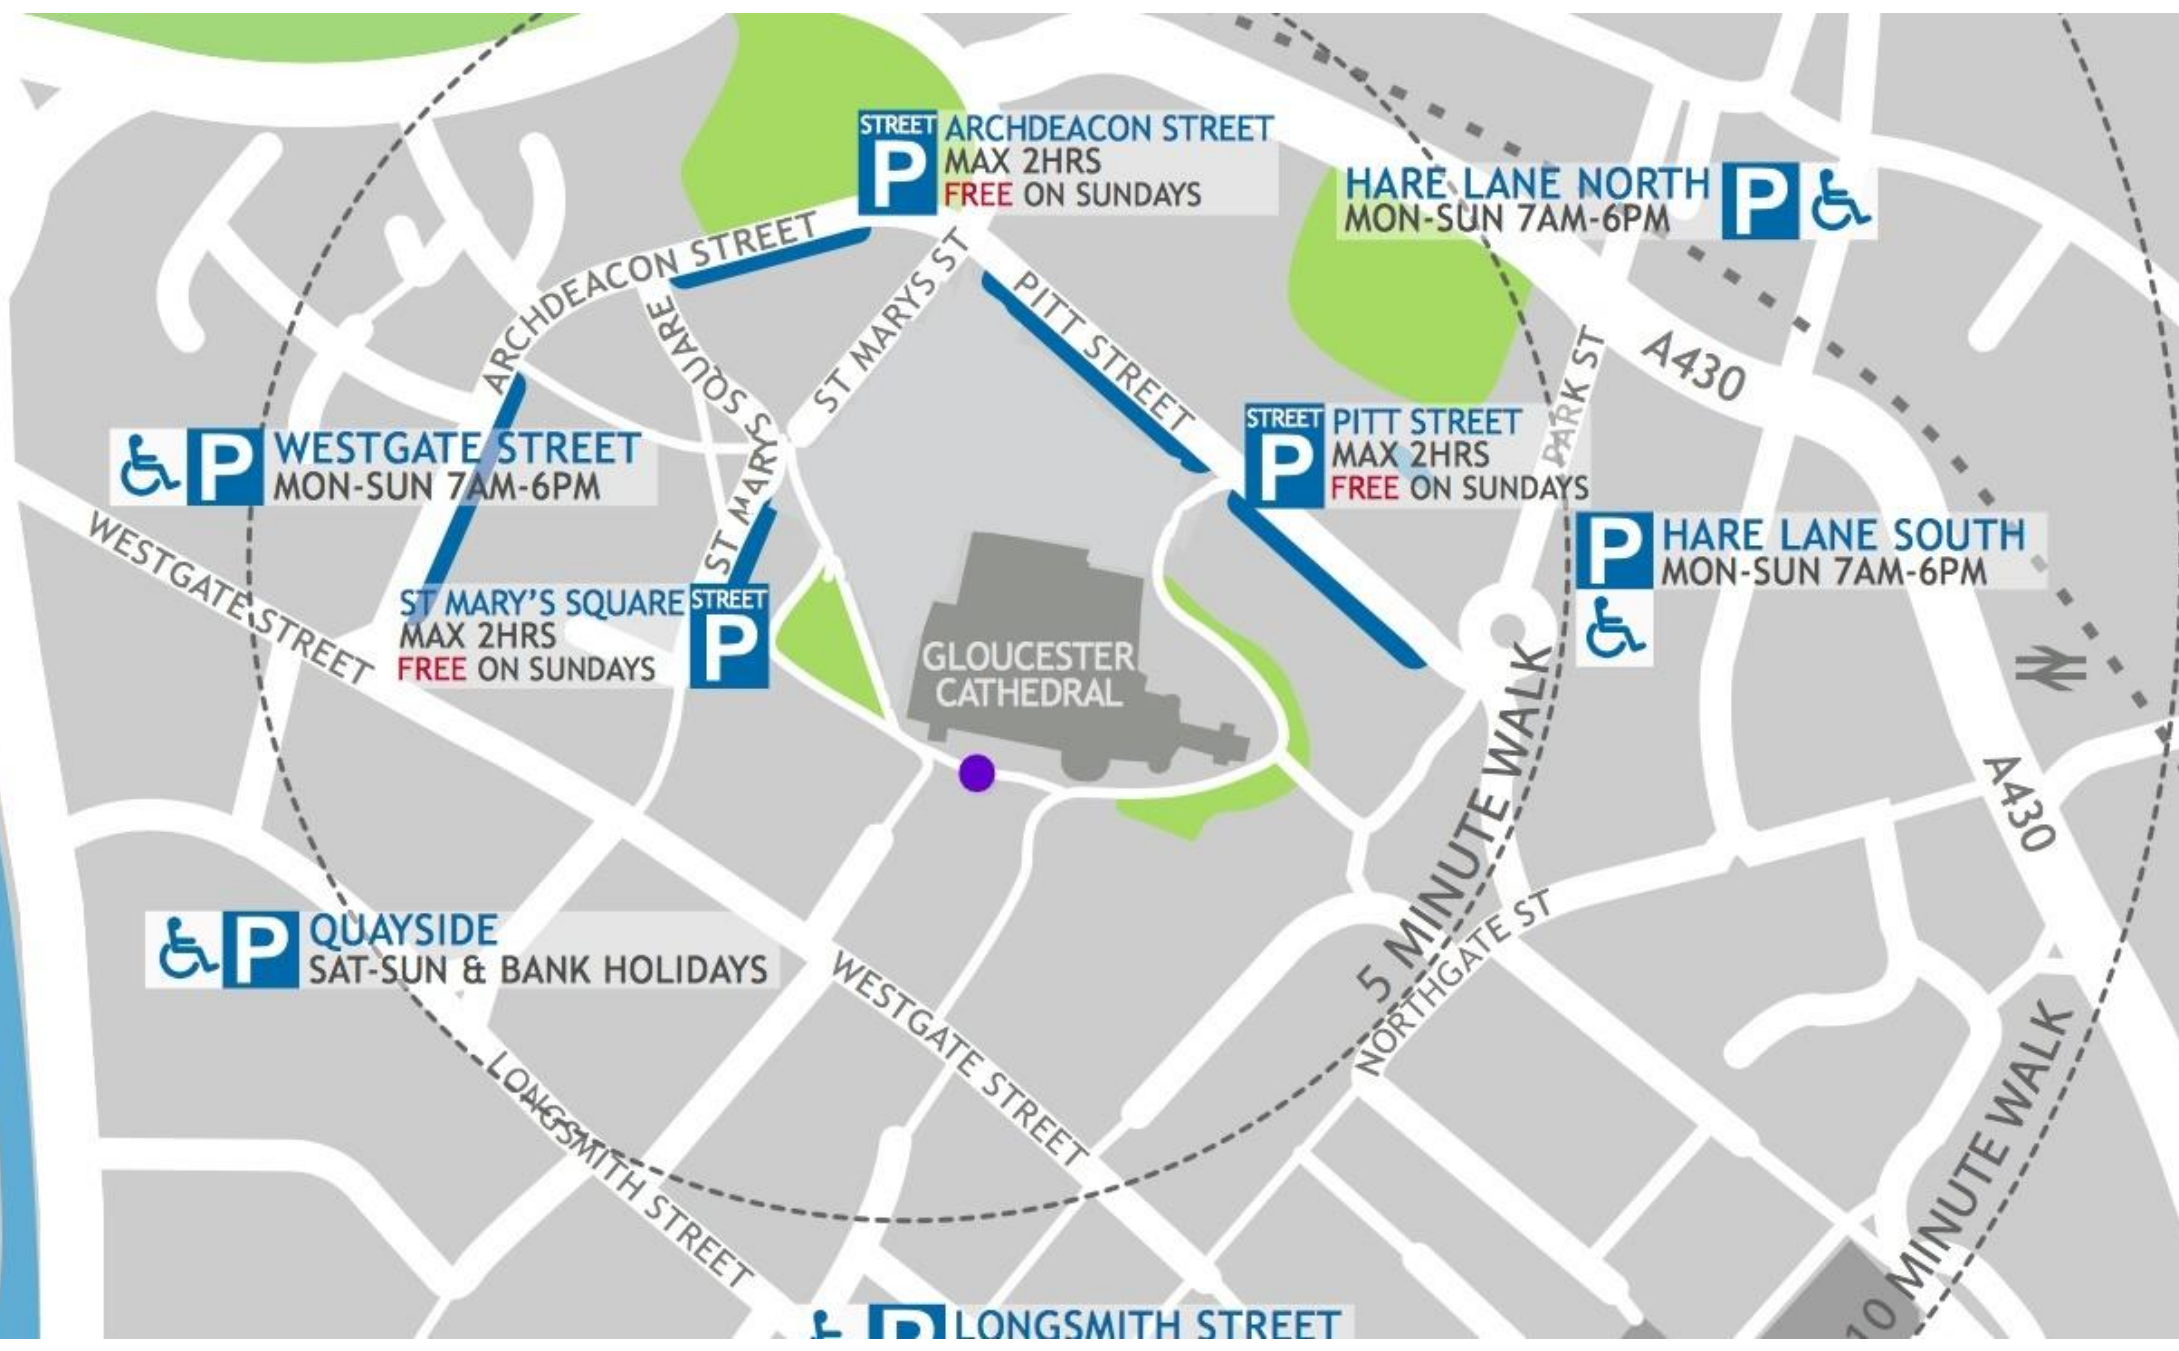 STREET
P
ARCHDEACON STREET
MAX 2HRS
FREE ON SUNDAYS
HARE LANE NORTH
MON-SUN 7AM-6PM
P
ARCHDEACON STREET
ARCHDEACON STREET
ST MARYS SQUARE
ST MARYS ST
PITT STREET
PARK ST
A430
STREET
P
PITT STREET
MAX 2HRS
FREE ON SUNDAYS
P
WESTGATE STREET
MON-SUN 7AM-6PM
WESTGATE STREET
P
HARE LANE SOUTH
MON-SUN 7AM-6PM
ST MARY'S SQUARE
MAX 2HRS
FREE ON SUNDAYS
STREET
P
GLOUCESTER
CATHEDRAL
5 MINUTE WALK
A430
P
QUAYSIDE
SAT-SUN & BANK HOLIDAYS
WESTGATE STREET
NORTHGATE ST
LONGSMITH STREET
10 MINUTE WALK
P
LONGSMITH STREET